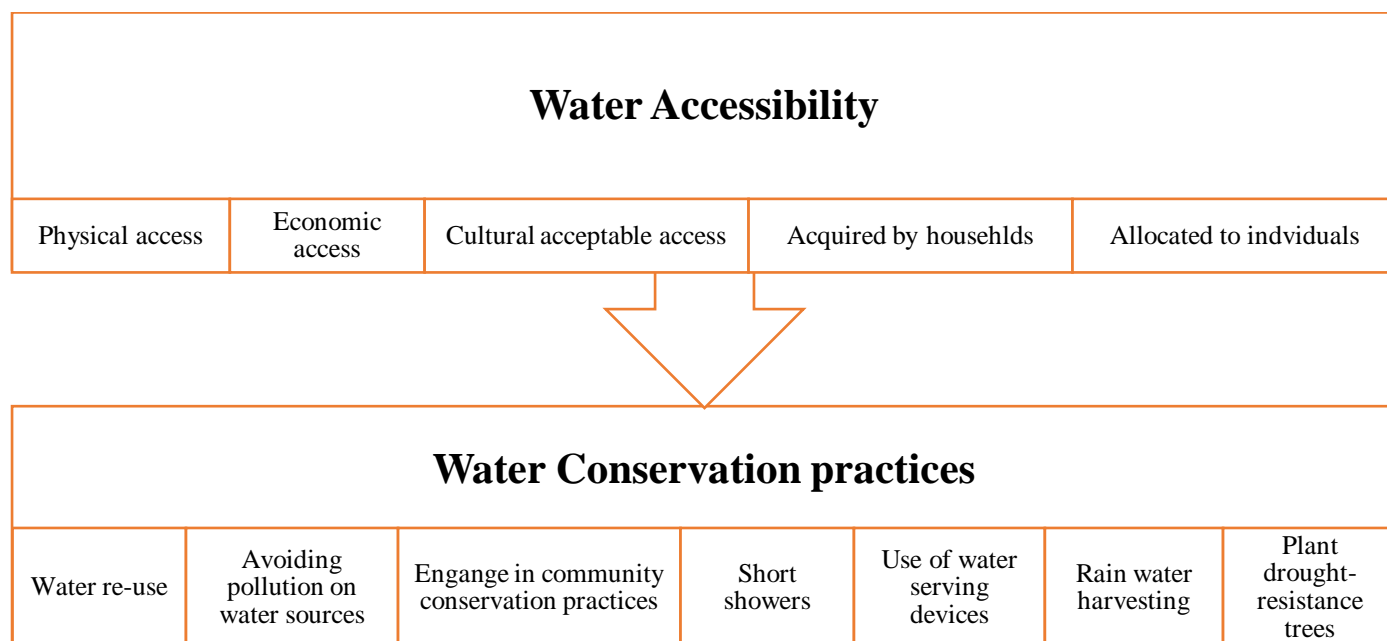 Water Accessibility
Physical access
Economic
access
Cultural acceptable access
Acquired by househlds
Allocated to indviduals
Water Conservation practices
Water re-use
Avoiding
pollution on
water sources
Engange in community
conservation practices
Short
showers
Use of water
serving
devices
Rain water
harvesting
Plant
drought-
resistance
trees